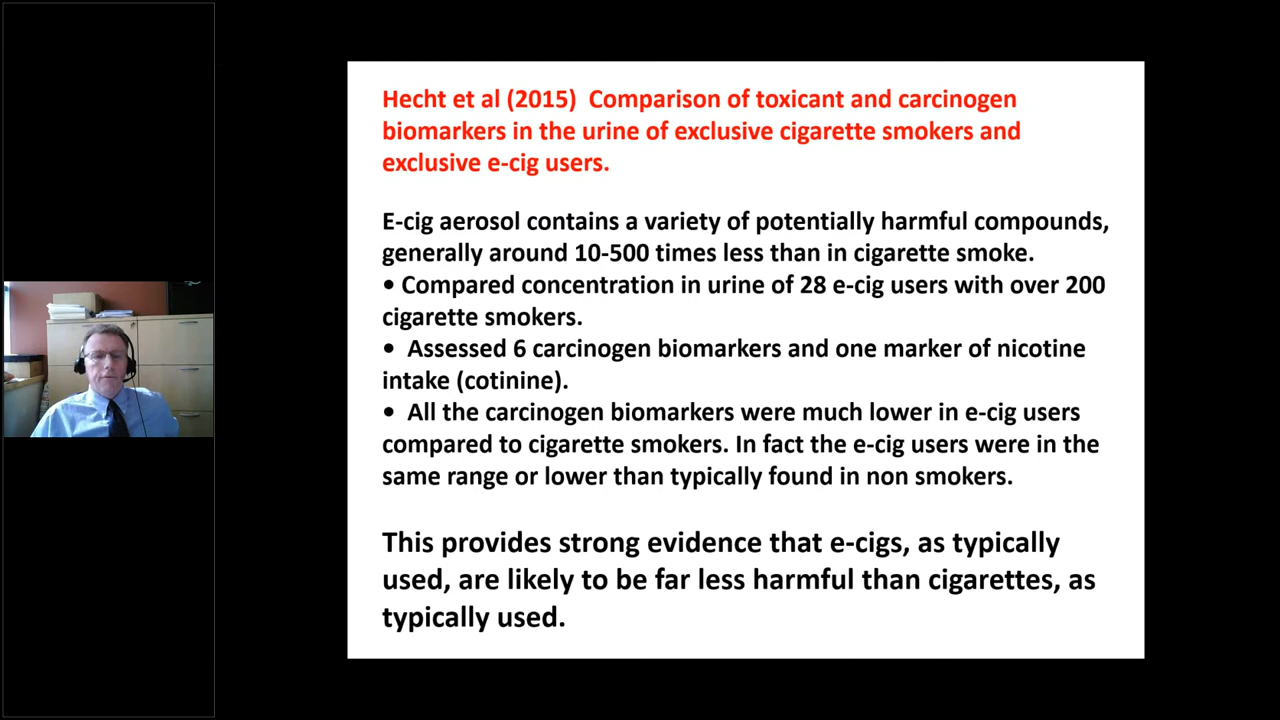 Hecht et al (2015)  Comparison of toxicant and carcinogen
biomarkers in the urine of exclusive cigarette smokers and
exclusive e-cig users.
E-cig aerosol contains a variety of potentially harmful compounds,
generally around 10-500 times less than in cigarette smoke.
• Compared concentration in urine of 28 e-cig users with over 200
cigarette smokers.
•  Assessed 6 carcinogen biomarkers and one marker of nicotine
intake (cotinine).
•  All the carcinogen biomarkers were much lower in e-cig users
compared to cigarette smokers. In fact the e-cig users were in the
same range or lower than typically found in non smokers.
This provides strong evidence that e-cigs, as typically
used, are likely to be far less harmful than cigarettes, as
typically used.